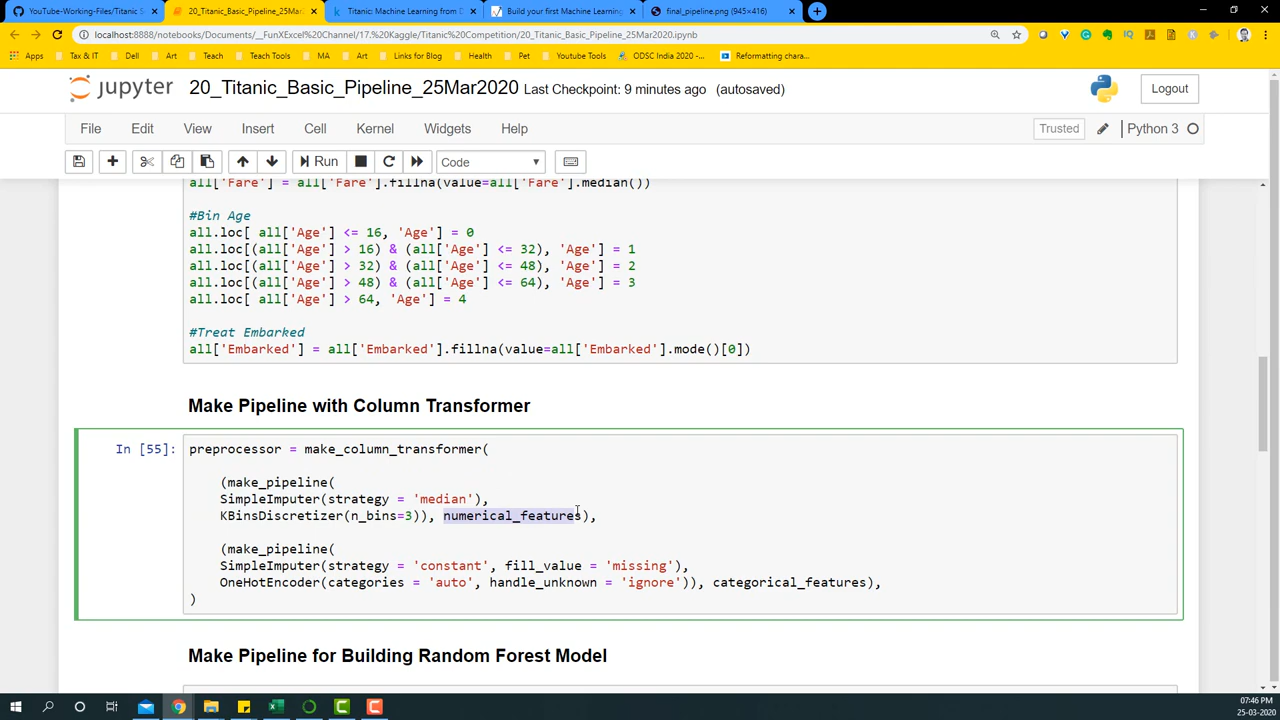 YouTube-Working-Files/Titanic S
20_Titanic_Basic_Pipeline_25Mar
Titanic: Machine Learning from D
Build your first Machine Learning
final_pipeline.png (945×416)
localhost:8888/notebooks/Documents/__FunXExcel%20Channel/17.%20Kaggle/Titanic%20Competition/20_Titanic_Basic_Pipeline_25Mar2020.ipynb
Apps Tax & IT Dell Art Teach Teach Tools MA Art Links for Blog Health Pet Youtube Tools ODSC India 2020 -... Reformatting chara...
jupyter 20_Titanic_Basic_Pipeline_25Mar2020 Last Checkpoint: 9 minutes ago (autosaved) Logout
File Edit View Insert Cell Kernel Widgets Help Trusted Python 3
Run Code
all['Fare'] = all['Fare'].fillna(value=all['Fare'].median())
#Bin Age
all.loc[ all['Age'] <= 16, 'Age'] = 0
all.loc[(all['Age'] > 16) & (all['Age'] <= 32), 'Age'] = 1
all.loc[(all['Age'] > 32) & (all['Age'] <= 48), 'Age'] = 2
all.loc[(all['Age'] > 48) & (all['Age'] <= 64), 'Age'] = 3
all.loc[ all['Age'] > 64, 'Age'] = 4
#Treat Embarked
all['Embarked'] = all['Embarked'].fillna(value=all['Embarked'].mode()[0])
Make Pipeline with Column Transformer
In [55]: preprocessor = make_column_transformer(
(make_pipeline(
SimpleImputer(strategy = 'median'),
KBinsDiscretizer(n_bins=3)), numerical_features),
(make_pipeline(
SimpleImputer(strategy = 'constant', fill_value = 'missing'),
OneHotEncoder(categories = 'auto', handle_unknown = 'ignore')), categorical_features),
)
Make Pipeline for Building Random Forest Model
07:46 PM
25-03-2020